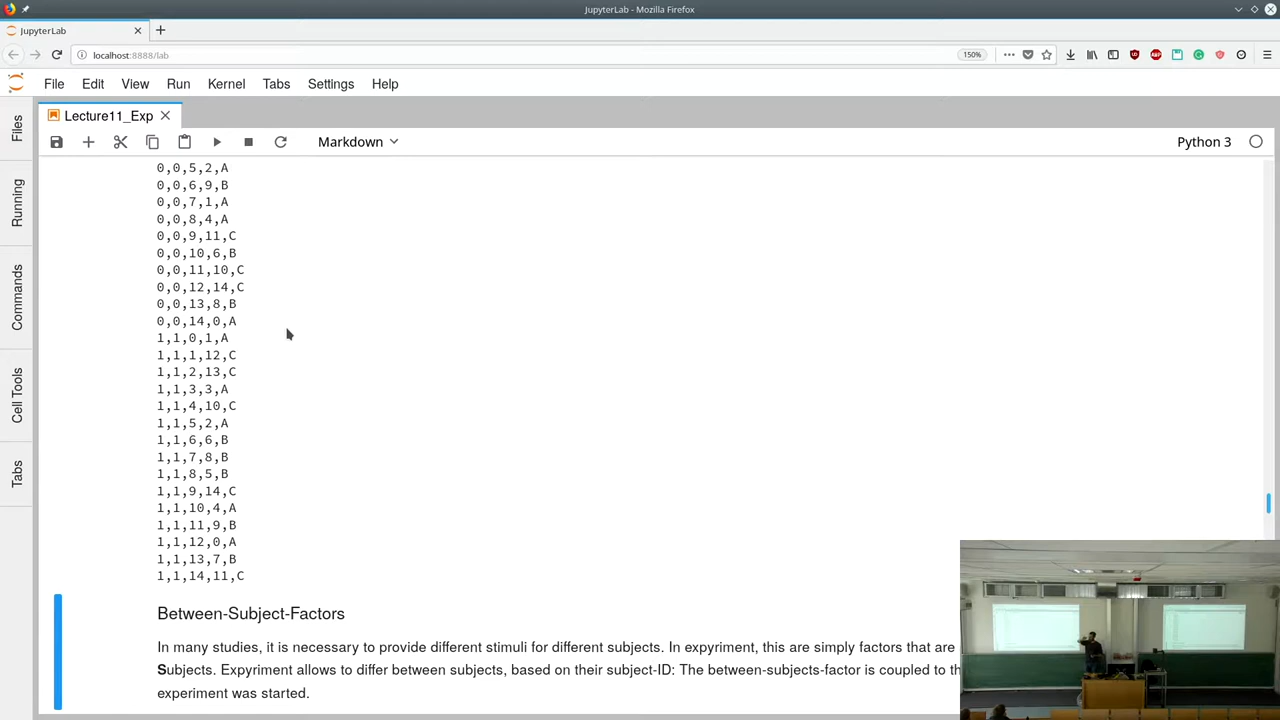 JupyterLab - Mozilla Firefox
JupyterLab
localhost:8888/lab
150%
File Edit View Run Kernel Tabs Settings Help
Lecture11_Exp
Markdown
Python 3
Files
Running
Commands
Cell Tools
Tabs
0,0,5,2,A
0,0,6,9,B
0,0,7,1,A
0,0,8,4,A
0,0,9,11,C
0,0,10,6,B
0,0,11,10,C
0,0,12,14,C
0,0,13,8,B
0,0,14,0,A
1,1,0,1,A
1,1,1,12,C
1,1,2,13,C
1,1,3,3,A
1,1,4,10,C
1,1,5,2,A
1,1,6,6,B
1,1,7,8,B
1,1,8,5,B
1,1,9,14,C
1,1,10,4,A
1,1,11,9,B
1,1,12,0,A
1,1,13,7,B
1,1,14,11,C
Between-Subject-Factors
In many studies, it is necessary to provide different stimuli for different subjects. In expyriment, this are simply factors that are
Subjects. Expyriment allows to differ between subjects, based on their subject-ID: The between-subjects-factor is coupled to th
experiment was started.